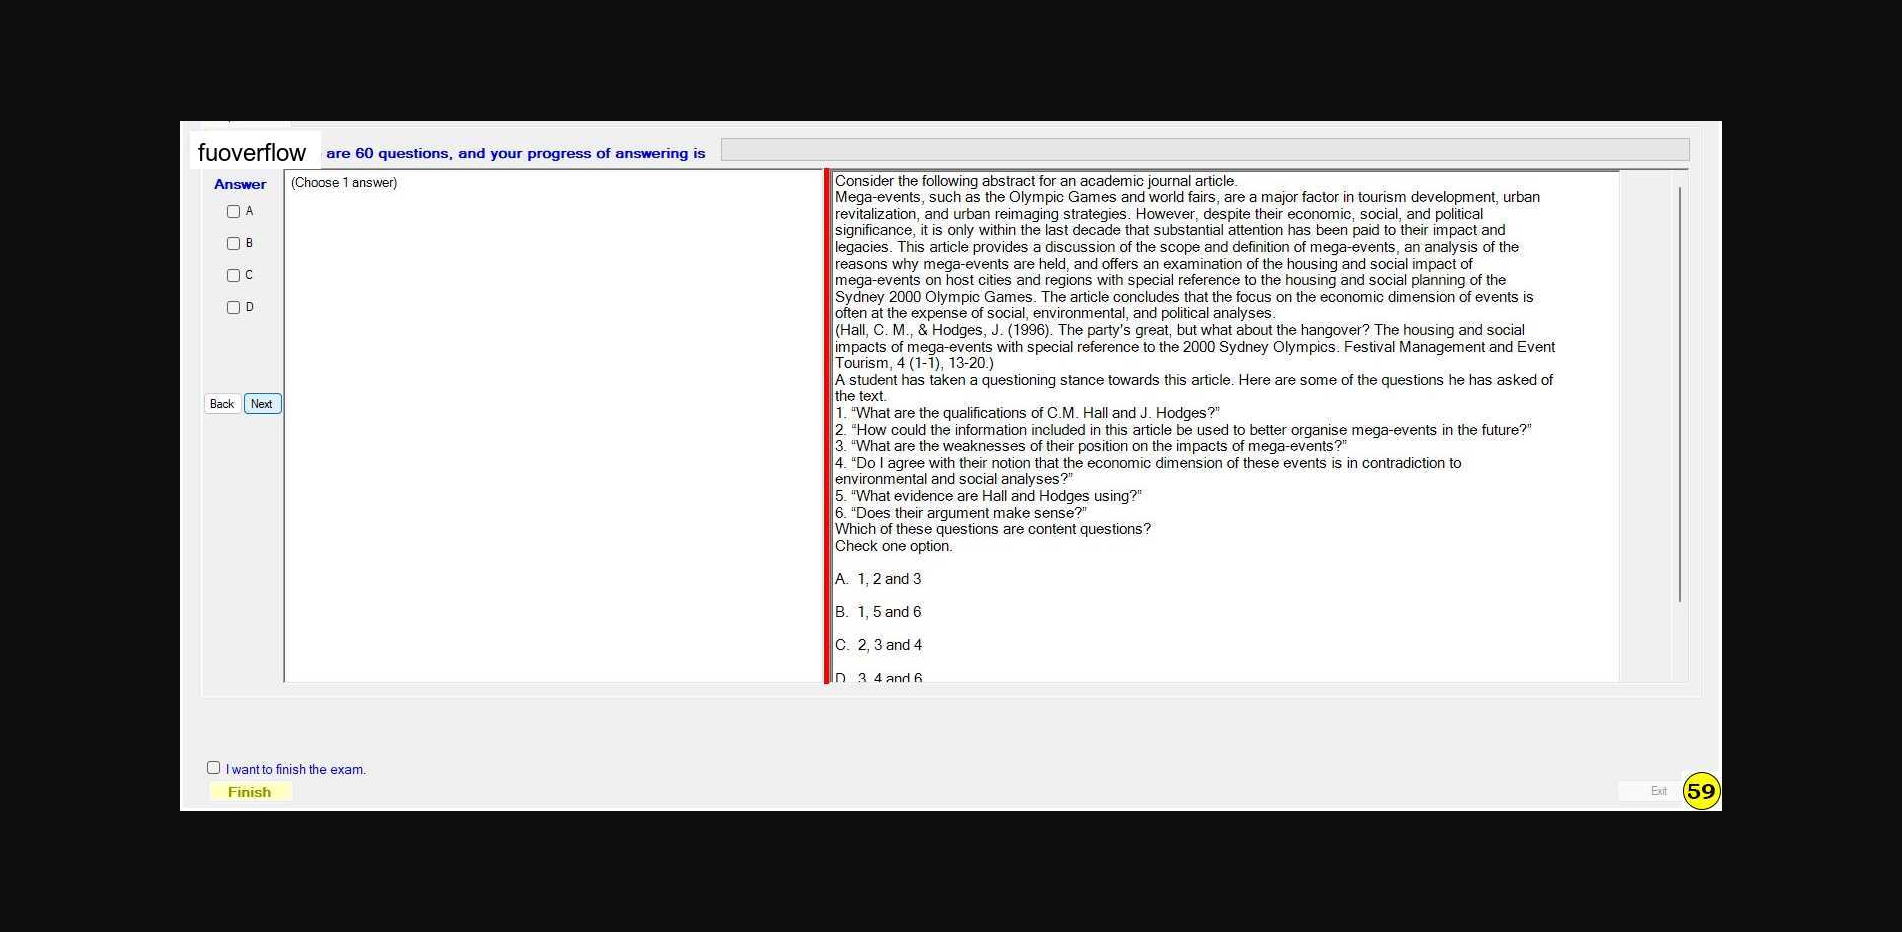 fuoverflow are 60 questions, and your progress of answering is
Answer
A
B
C
D
Back Next
(Choose 1 answer)
Consider the following abstract for an academic journal article.
Mega-events, such as the Olympic Games and world fairs, are a major factor in tourism development, urban
revitalization, and urban reimaging strategies. However, despite their economic, social, and political
significance, it is only within the last decade that substantial attention has been paid to their impact and
legacies. This article provides a discussion of the scope and definition of mega-events, an analysis of the
reasons why mega-events are held, and offers an examination of the housing and social impact of
mega-events on host cities and regions with special reference to the housing and social planning of the
Sydney 2000 Olympic Games. The article concludes that the focus on the economic dimension of events is
often at the expense of social, environmental, and political analyses.
(Hall, C. M., & Hodges, J. (1996). The party's great, but what about the hangover? The housing and social
impacts of mega-events with special reference to the 2000 Sydney Olympics. Festival Management and Event
Tourism, 4 (1-1), 13-20.)
A student has taken a questioning stance towards this article. Here are some of the questions he has asked of
the text.
1. “What are the qualifications of C.M. Hall and J. Hodges?”
2. “How could the information included in this article be used to better organise mega-events in the future?”
3. “What are the weaknesses of their position on the impacts of mega-events?”
4. “Do I agree with their notion that the economic dimension of these events is in contradiction to
environmental and social analyses?”
5. “What evidence are Hall and Hodges using?”
6. “Does their argument make sense?”
Which of these questions are content questions?
Check one option.
A. 1, 2 and 3
B. 1, 5 and 6
C. 2, 3 and 4
D. 3, 4 and 6
I want to finish the exam.
Finish
Exit
59